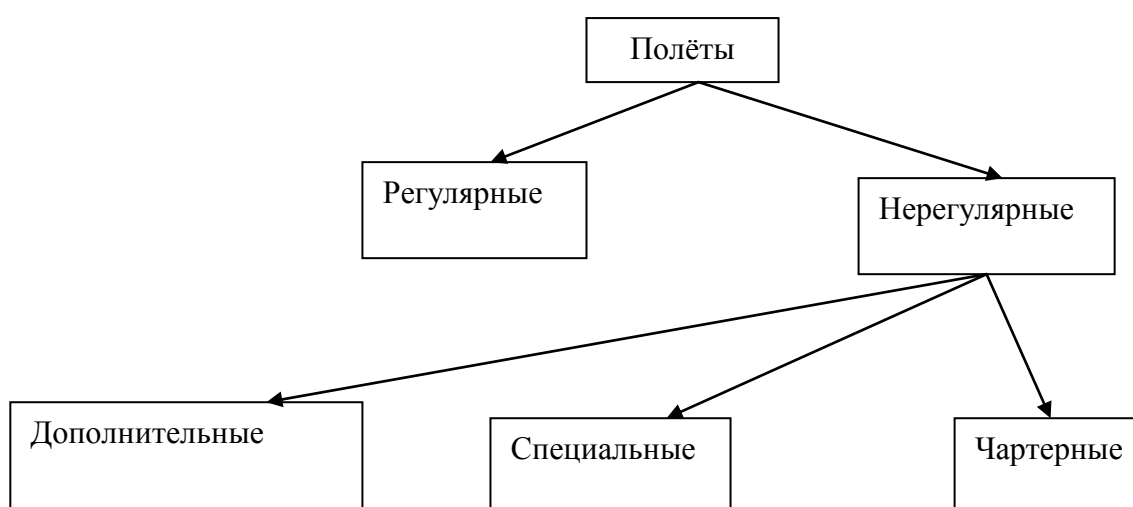 Полёты
Регулярные
Нерегулярные
Дополнительные
Специальные
Чартерные